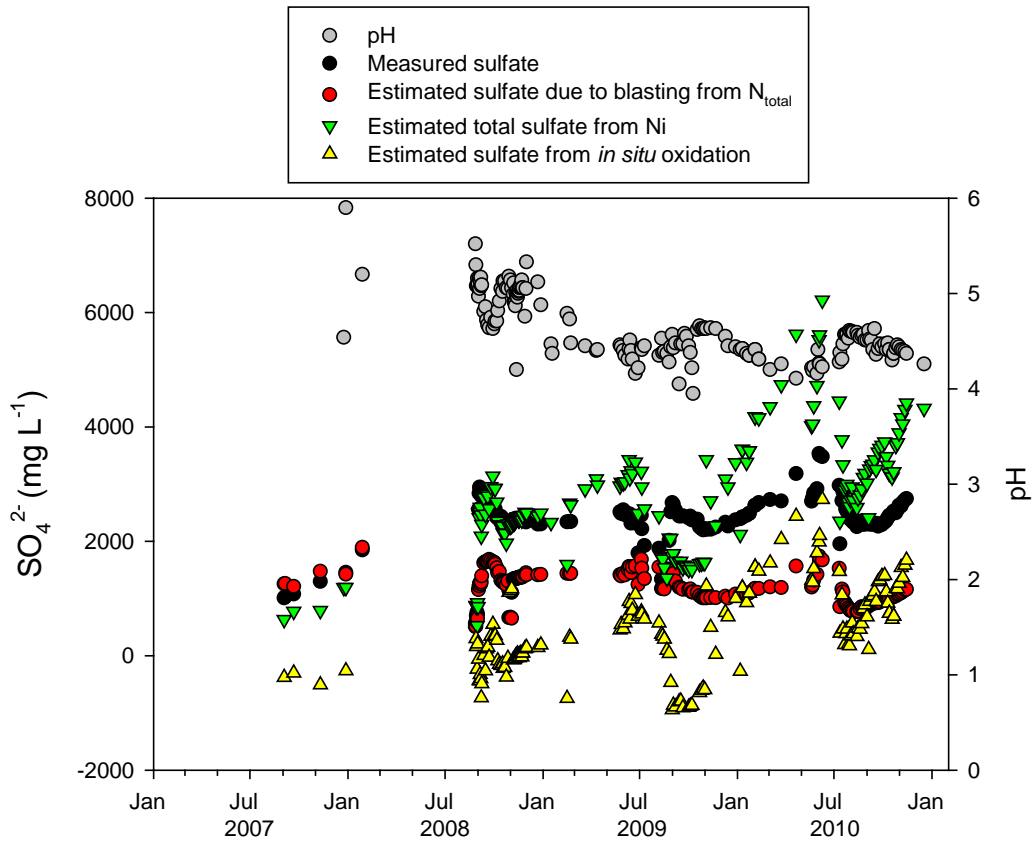 pH
Measured sulfate
Estimated sulfate due to blasting from N_total
Estimated total sulfate from Ni
Estimated sulfate from in situ oxidation
8000
6000
4000
2000
0
-2000
SO₄²⁻ (mg L⁻¹)
6
5
4
3
2
1
0
pH
Jan Jul Jan Jul Jan Jul Jan Jul Jan
2007 2008 2009 2010